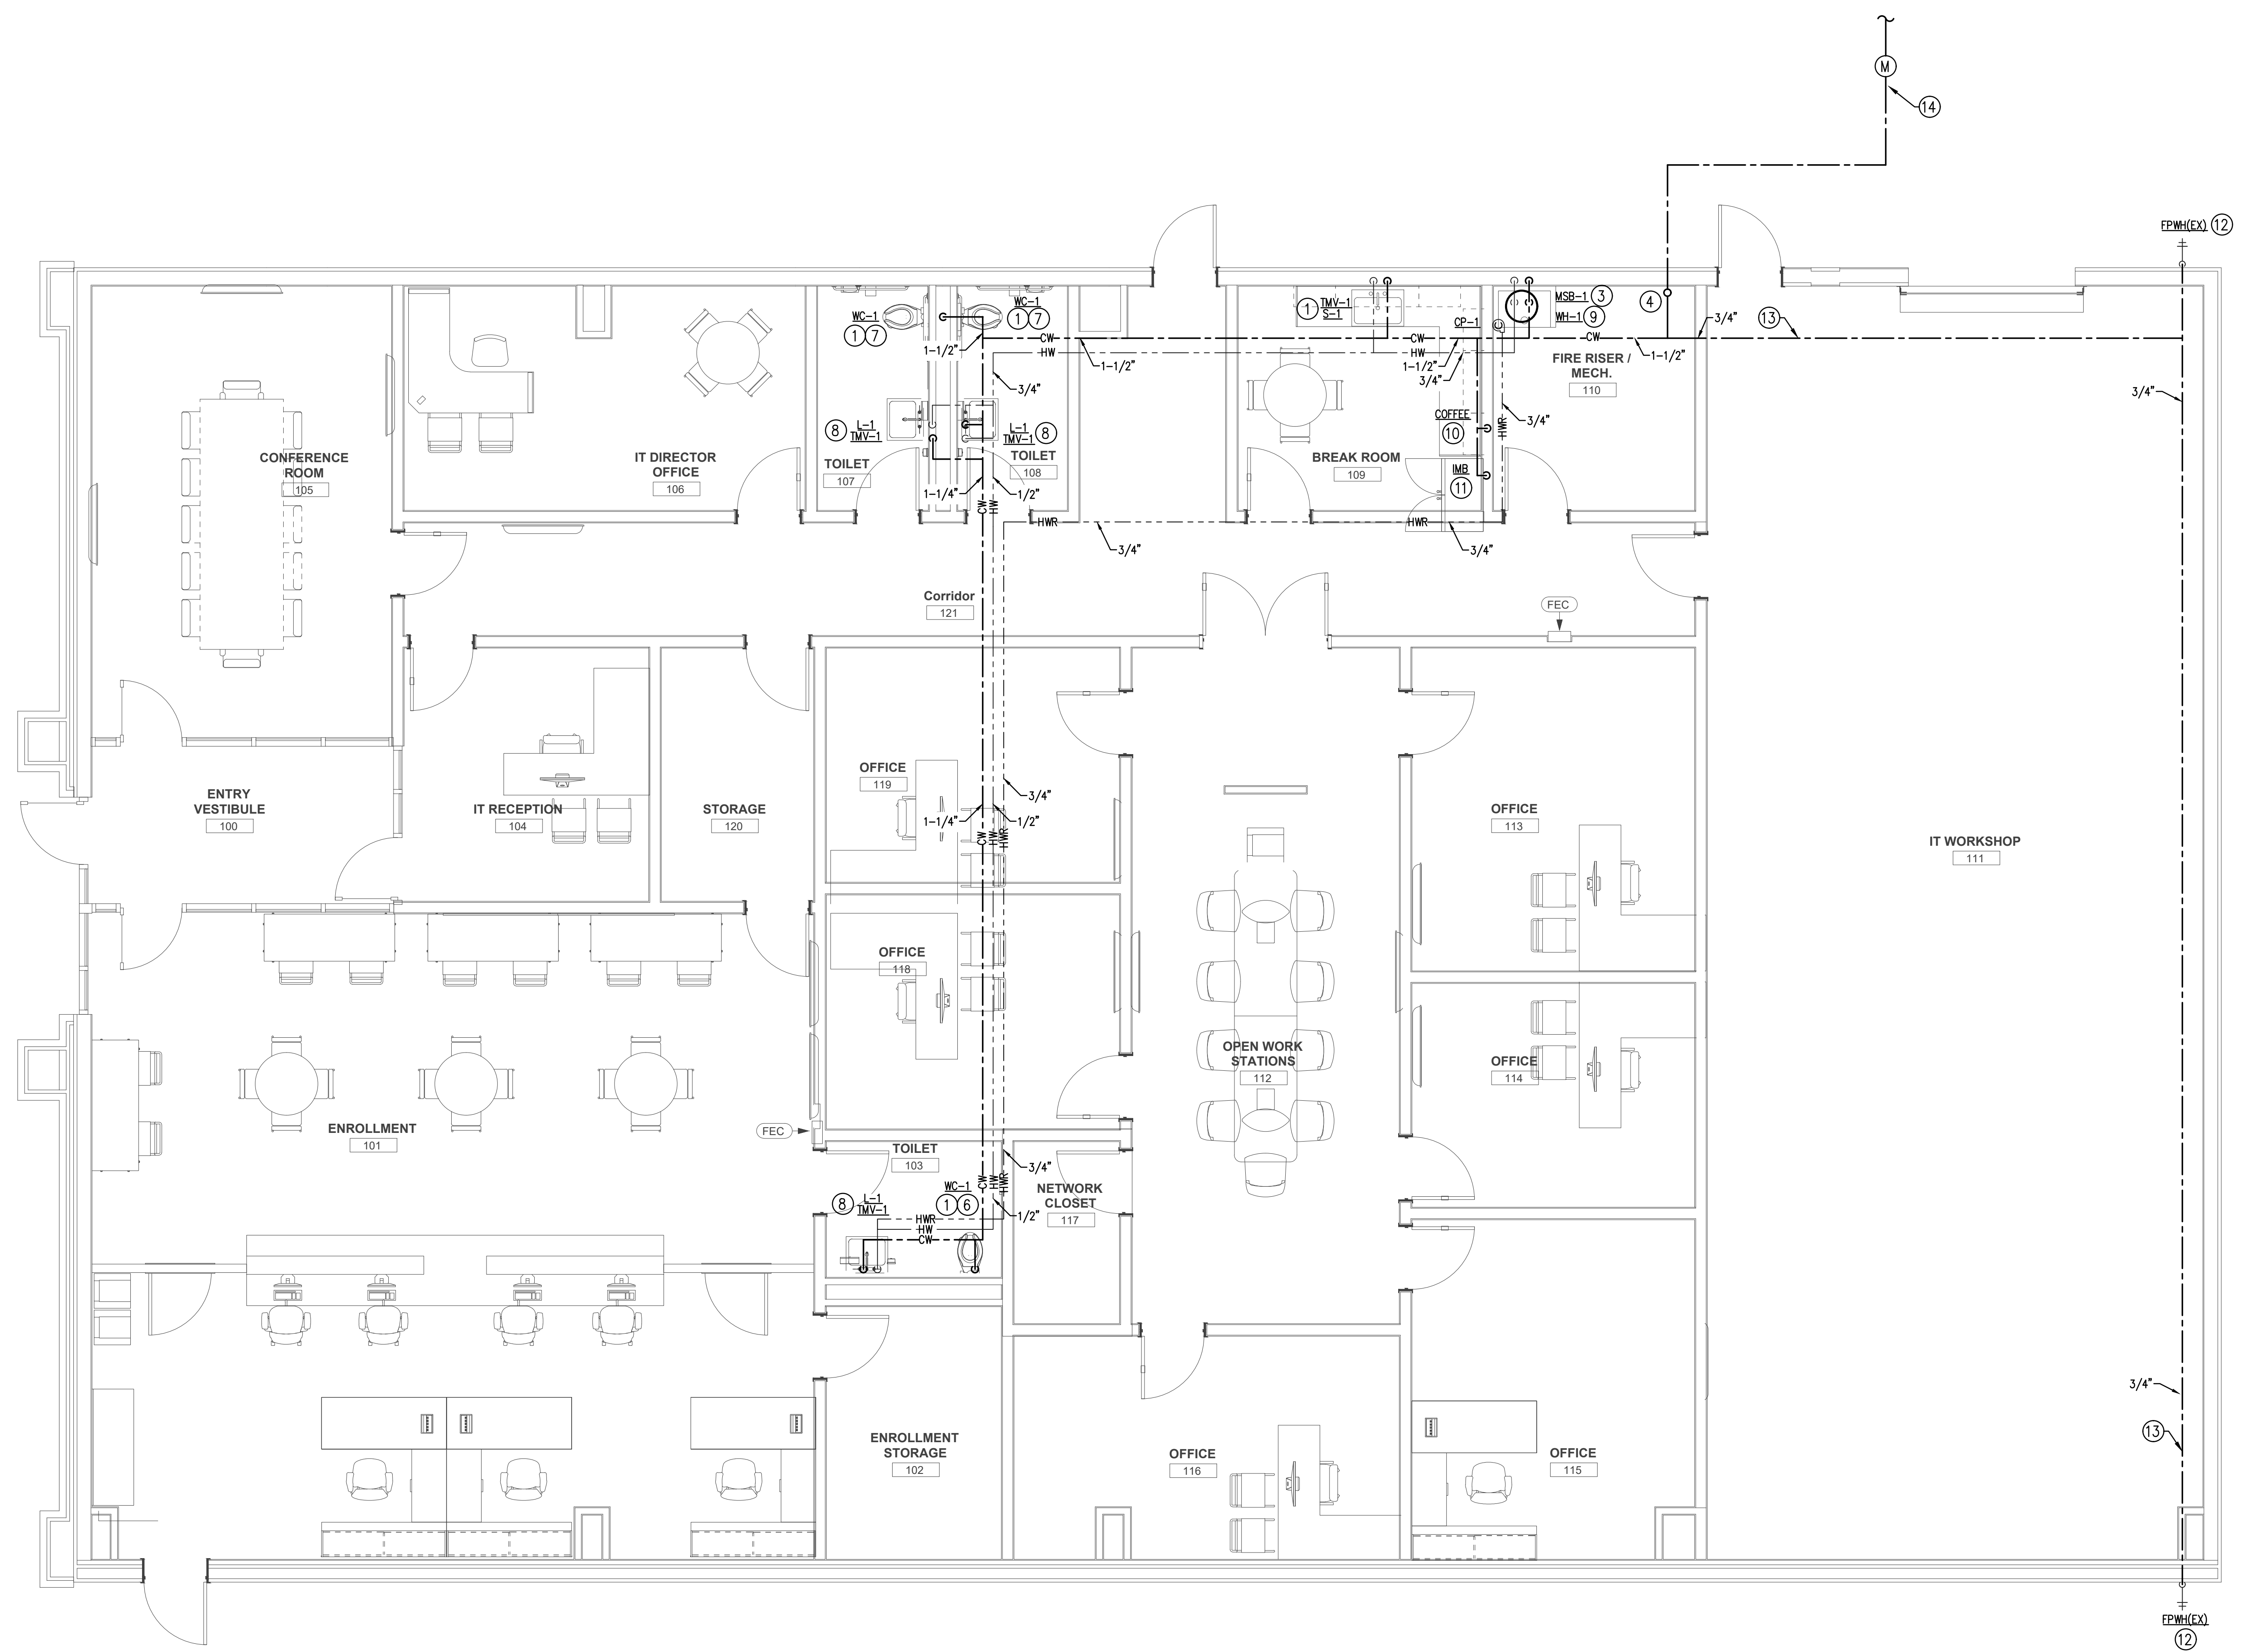 M
14
FPWH(EX) 12
WC-1
1 7
WC-1
1 7
1 TMV-1
S-1
CP-1
MSB-1 3
WH-1 9
4
3/4"
13
1-1/2"
CW
CW
CW
HW
HW
1-1/2"
1-1/2"
1-1/2"
3/4"
FIRE RISER /
MECH.
110
3/4"
3/4"
8 L-1
TMV-1
L-1
TMV-1 8
COFFEE
10
HWR
3/4"
CONFERENCE
ROOM
105
IT DIRECTOR
OFFICE
106
TOILET
107
TOILET
108
BREAK ROOM
109
IMB
11
1-1/4"
1/2"
CW
HW
HWR
HWR
3/4"
3/4"
Corridor
121
FEC
ENTRY
VESTIBULE
100
IT RECEPTION
104
STORAGE
120
OFFICE
119
3/4"
1-1/4"
1/2"
CW
HW
HWR
OFFICE
113
IT WORKSHOP
111
OFFICE
118
OPEN WORK
STATIONS
112
OFFICE
114
ENROLLMENT
101
FEC
TOILET
103
3/4"
CW
HW
HWR
8 L-1
TMV-1
WC-1
1 6
1/2"
HWR
HW
CW
NETWORK
CLOSET
117
3/4"
13
ENROLLMENT
STORAGE
102
OFFICE
116
OFFICE
115
FPWH(EX)
12